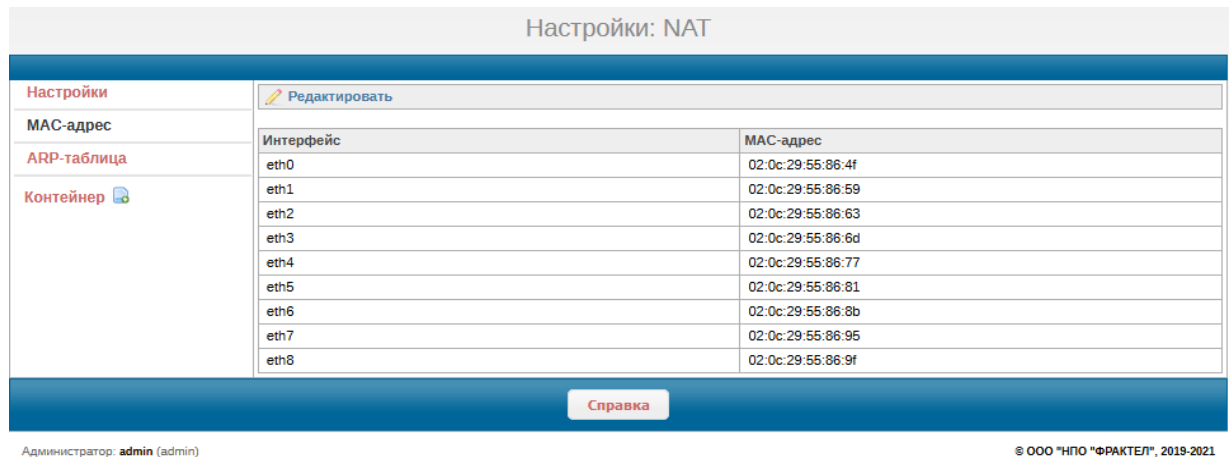 Настройки: NAT
Настройки
MAC-адрес
ARP-таблица
Контейнер
Редактировать
Интерфейс MAC-адрес
eth0 02:0c:29:55:86:4f
eth1 02:0c:29:55:86:59
eth2 02:0c:29:55:86:63
eth3 02:0c:29:55:86:6d
eth4 02:0c:29:55:86:77
eth5 02:0c:29:55:86:81
eth6 02:0c:29:55:86:8b
eth7 02:0c:29:55:86:95
eth8 02:0c:29:55:86:9f
Справка
Администратор: admin (admin)
© ООО "НПО "ФРАКТЕЛ", 2019-2021